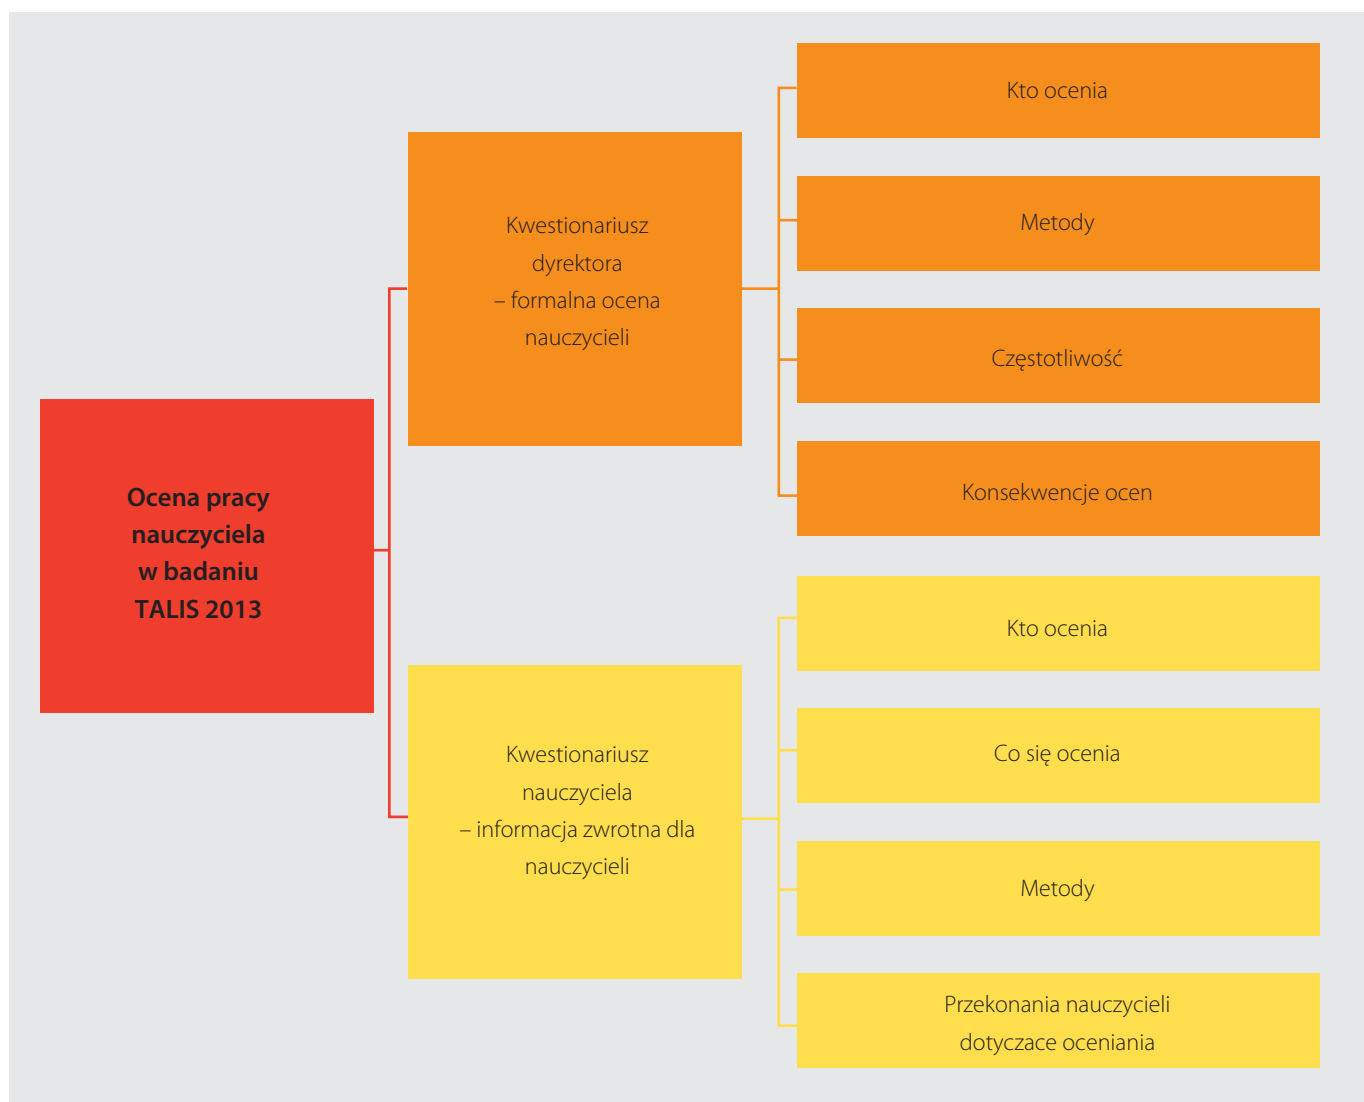 Ocena pracy
nauczyciela
w badaniu
TALIS 2013
Kwestionariusz
dyrektora
– formalna ocena
nauczycieli
Kto ocenia
Metody
Częstotliwość
Konsekwencje ocen
Kwestionariusz
nauczyciela
– informacja zwrotna dla
nauczycieli
Kto ocenia
Co się ocenia
Metody
Przekonania nauczycieli
dotyczace oceniania